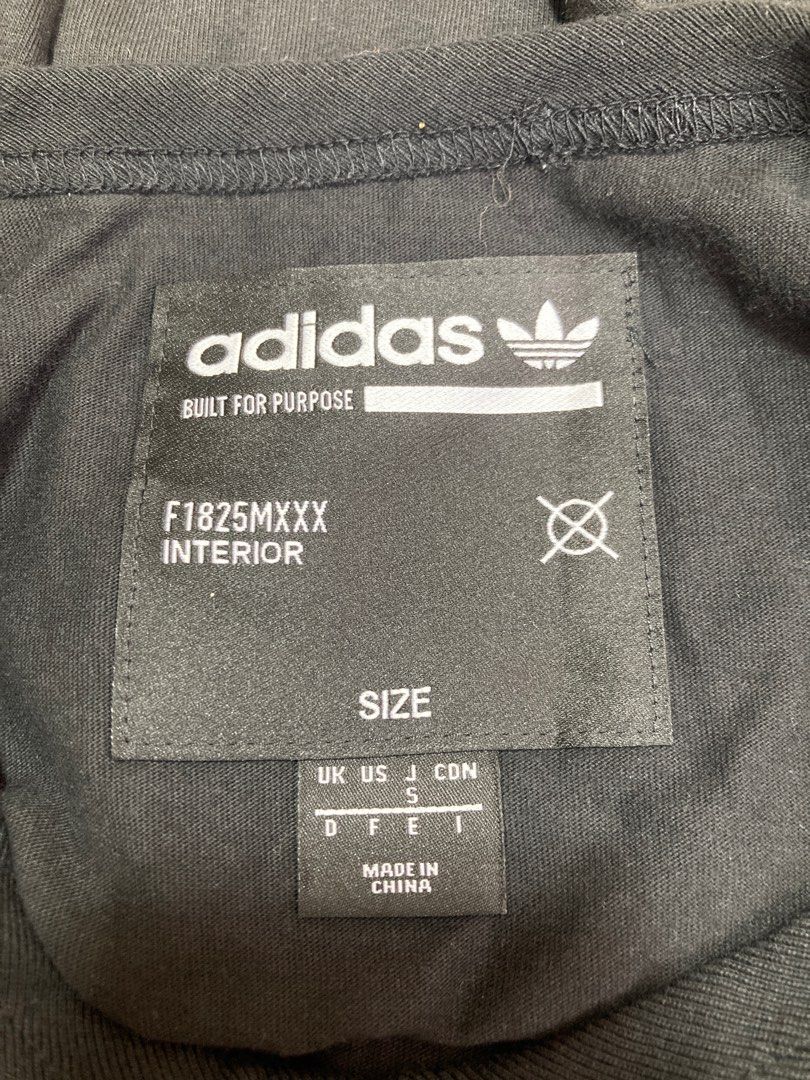 adidas
BUILT FOR PURPOSE
F1825MXXX
INTERIOR
SIZE
UK US J CDN
S
D F E I
MADE IN
CHINA